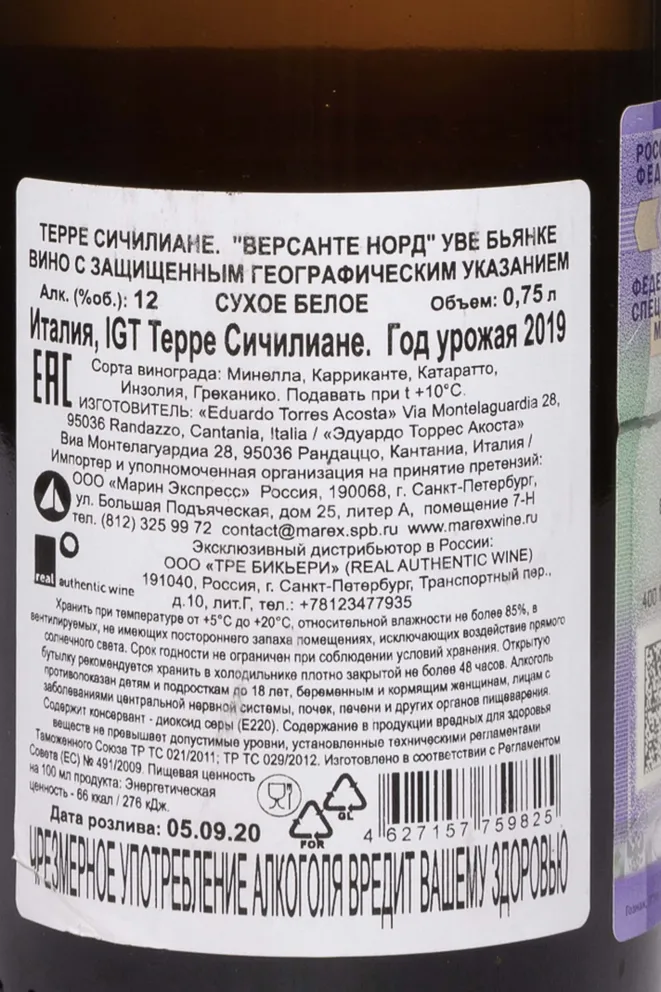 ТЕРРЕ СИЧИЛИАНЕ. "ВЕРСАНТЕ НОРД" УВЕ БЬЯНКЕ
ВИНО С ЗАЩИЩЕННЫМ ГЕОГРАФИЧЕСКИМ УКАЗАНИЕМ
Алк. (%об.): 12 СУХОЕ БЕЛОЕ Объем: 0,75 л
Италия, IGT Терре Сичилиане. Год урожая 2019
EAC
Сорта винограда: Минелла, Карриканте, Катаратто,
Инзолия, Греканико. Подавать при t +10°C.
ИЗГОТОВИТЕЛЬ: «Eduardo Torres Acosta» Via Montelaguardia 28,
95036 Randazzo, Cantania, Italia / «Эдуардо Торрес Акоста»
Виа Монтелагуардиа 28, 95036 Рандаццо, Кантания, Италия /
Импортер и уполномоченная организация на принятие претензий:
ООО «Марин Экспресс» Россия, 190068, г. Санкт-Петербург,
ул. Большая Подъяческая, дом 25, литер А, помещение 7-Н
тел. (812) 325 99 72 contact@marex.spb.ru www.marexwine.ru
Эксклюзивный дистрибьютор в России:
ООО «ТРЕ БИКЬЕРИ» (REAL AUTHENTIC WINE)
real authentic wine
191040, Россия, г. Санкт-Петербург, Транспортный пер.,
д.10, лит.Г, тел.: +78123477935
Хранить при температуре от +5°C до +20°C, относительной влажности не более 85%, в
вентилируемых, не имеющих постороннего запаха помещениях, исключающих воздействие прямого
солнечного света. Срок годности не ограничен при соблюдении условий хранения. Открытую
бутылку рекомендуется хранить в холодильнике плотно закрытой не более 48 часов. Алкоголь
противопоказан детям и подросткам до 18 лет, беременным и кормящим женщинам, лицам с
заболеваниями центральной нервной системы, почек, печени и других органов пищеварения.
Содержит консервант - диоксид серы (E220). Содержание в продукции вредных для здоровья
веществ не превышает допустимые уровни, установленные техническими регламентами
Таможенного Союза ТР ТС 021/2011; ТР ТС 029/2012. Изготовлено в соответствии с Регламентом
Совета (ЕС) № 491/2009. Пищевая ценность
на 100 мл продукта: Энергетическая
ценность - 66 ккал / 276 кДж.
FOR
GL
4 627157 759825
Дата розлива: 05.09.20
ЧРЕЗМЕРНОЕ УПОТРЕБЛЕНИЕ АЛКОГОЛЯ ВРЕДИТ ВАШЕМУ ЗДОРОВЬЮ
400